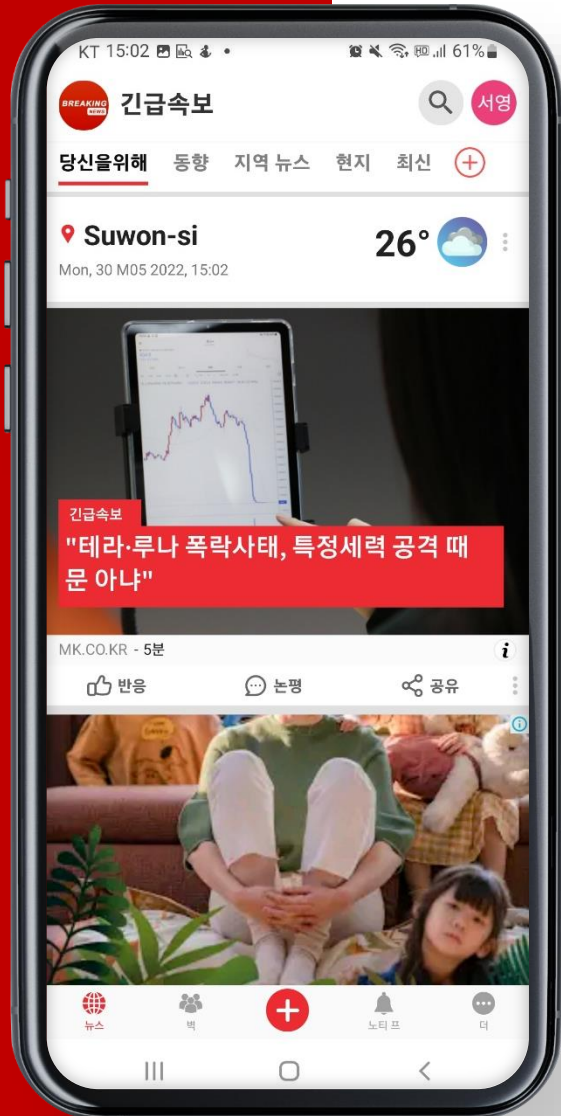 KT 15:02 61%
BREAKING NEWS 긴급속보 서영
당신을위해 동향 지역 뉴스 현지 최신
Suwon-si 26°
Mon, 30 M05 2022, 15:02
긴급속보
"테라·루나 폭락사태, 특정세력 공격 때
문 아냐"
MK.CO.KR - 5분
반응 논평 공유
뉴스 벽 노티 프 더